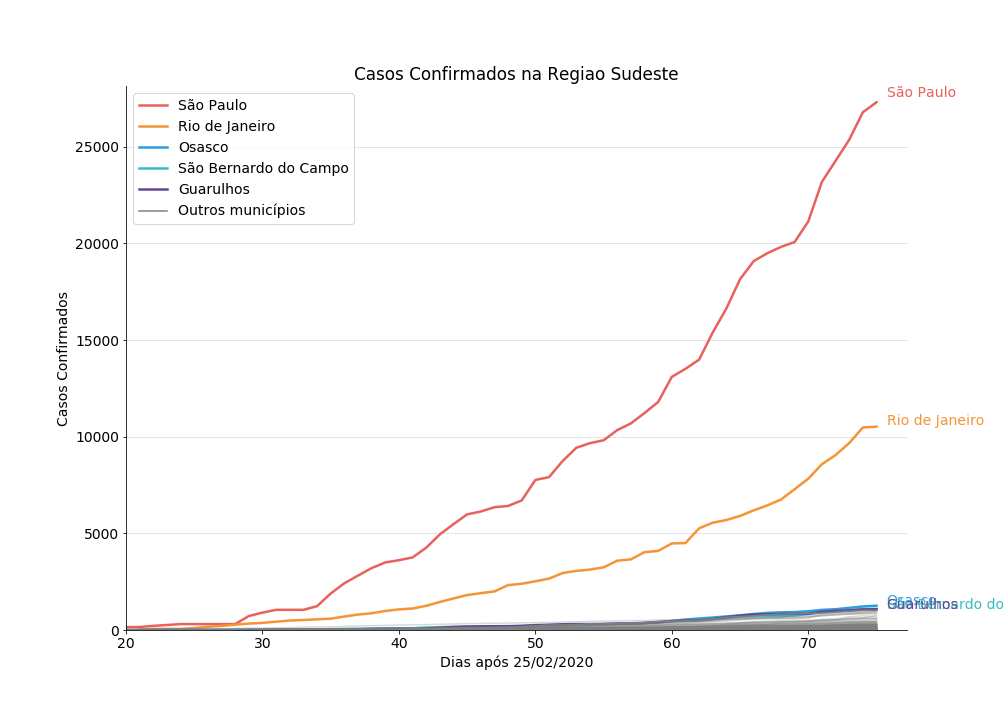 Casos Confirmados na Regiao Sudeste
São Paulo
Rio de Janeiro
Osasco
São Bernardo do Campo
Guarulhos
Outros municípios
São Paulo
Rio de Janeiro
Osasco
Guarulhos
Casos Confirmados
25000
20000
15000
10000
5000
0
20
30
40
50
60
70
Dias após 25/02/2020